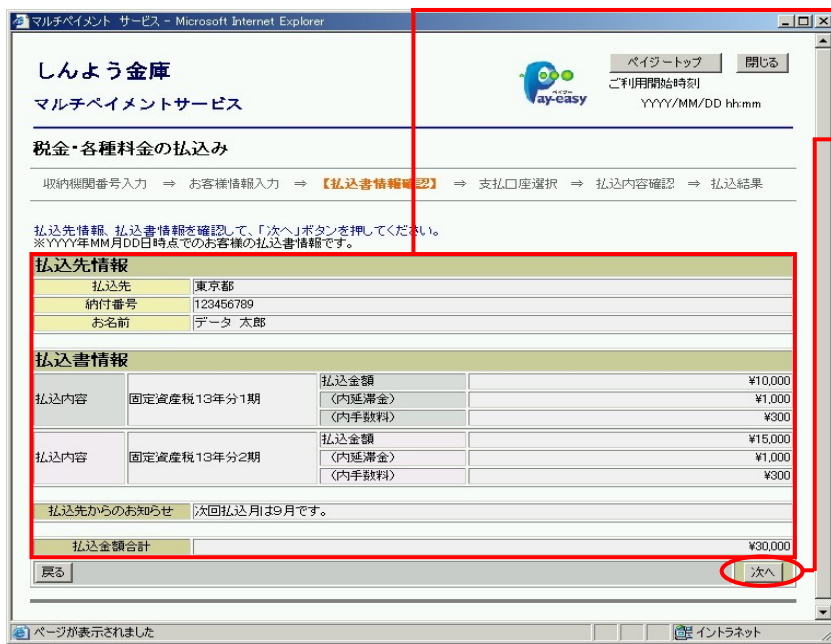 マルチペイメント サービス - Microsoft Internet Explorer
しんよう金庫
マルチペイメントサービス
ペイジー
Pay-easy
ペイジートップ 閉じる
ご利用開始時刻
YYYY/MM/DD hh:mm
税金・各種料金の払込み
収納機関番号入力 ⇒ お客様情報入力 ⇒ 【払込書情報確認】 ⇒ 支払口座選択 ⇒ 払込内容確認 ⇒ 払込結果
払込先情報、払込書情報を確認して、「次へ」ボタンを押してください。
※YYYY年MM月DD日時点でのお客様の払込書情報です。
払込先情報
払込先 東京都
納付番号 123456789
お名前 データ 太郎
払込書情報
払込内容 固定資産税13年分1期 払込金額 ¥10,000
(内延滞金) ¥1,000
(内手数料) ¥300
払込内容 固定資産税13年分2期 払込金額 ¥15,000
(内延滞金) ¥1,000
(内手数料) ¥300
払込先からのお知らせ 次回払込月は9月です。
払込金額合計 ¥30,000
戻る 次へ
ページが表示されました イントラネット